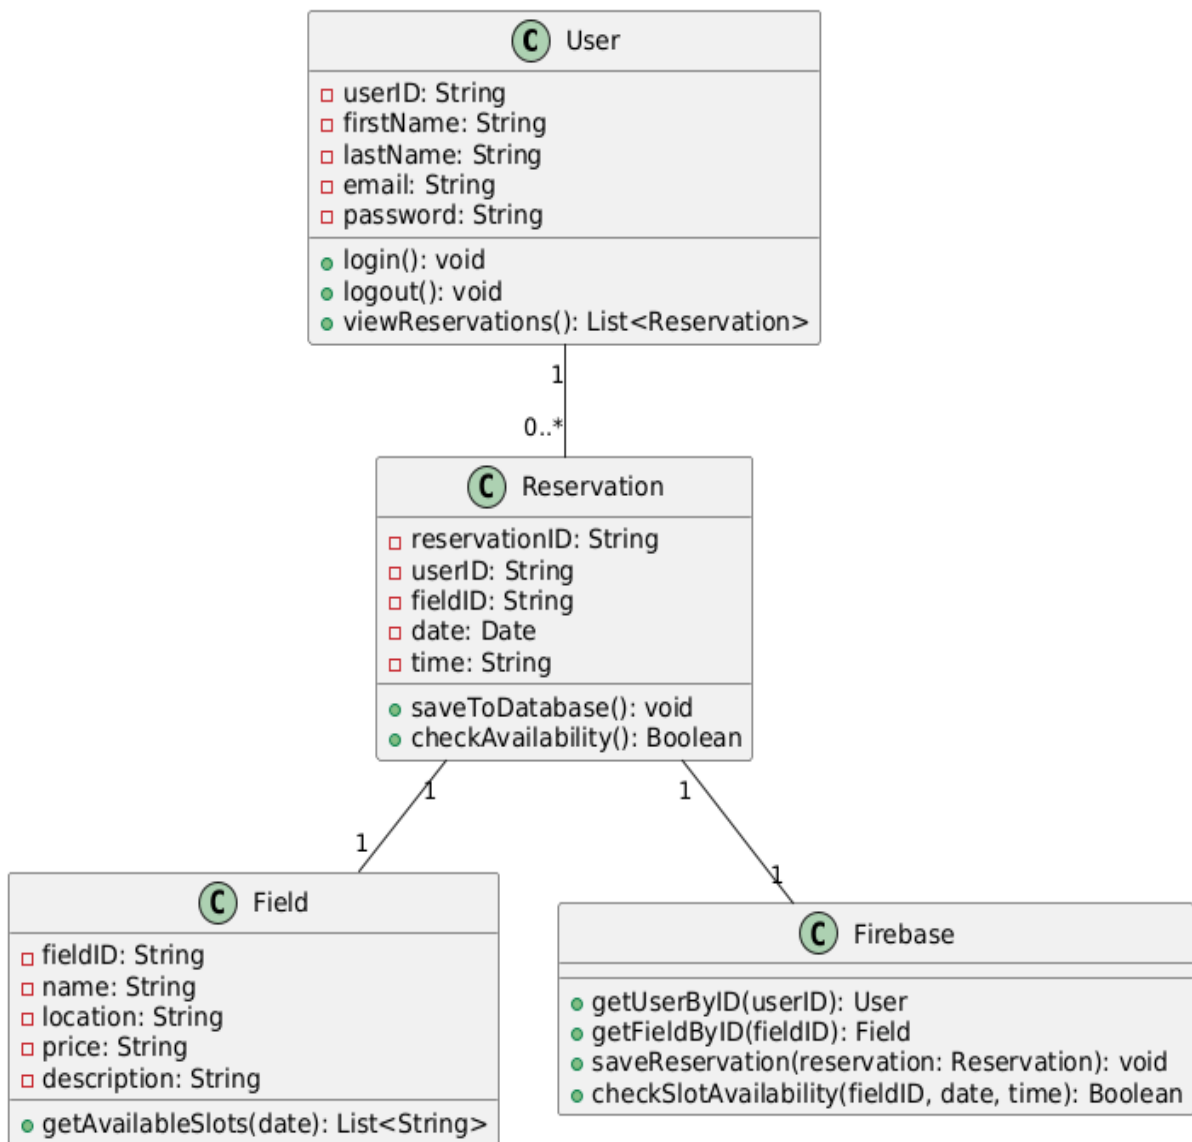 C User
userID: String
firstName: String
lastName: String
email: String
password: String
login(): void
logout(): void
viewReservations(): List<Reservation>
1
0..*
C Reservation
reservationID: String
userID: String
fieldID: String
date: Date
time: String
saveToDatabase(): void
checkAvailability(): Boolean
1
1
1
1
C Field
fieldID: String
name: String
location: String
price: String
description: String
getAvailableSlots(date): List<String>
C Firebase
getUserByID(userID): User
getFieldByID(fieldID): Field
saveReservation(reservation: Reservation): void
checkSlotAvailability(fieldID, date, time): Boolean